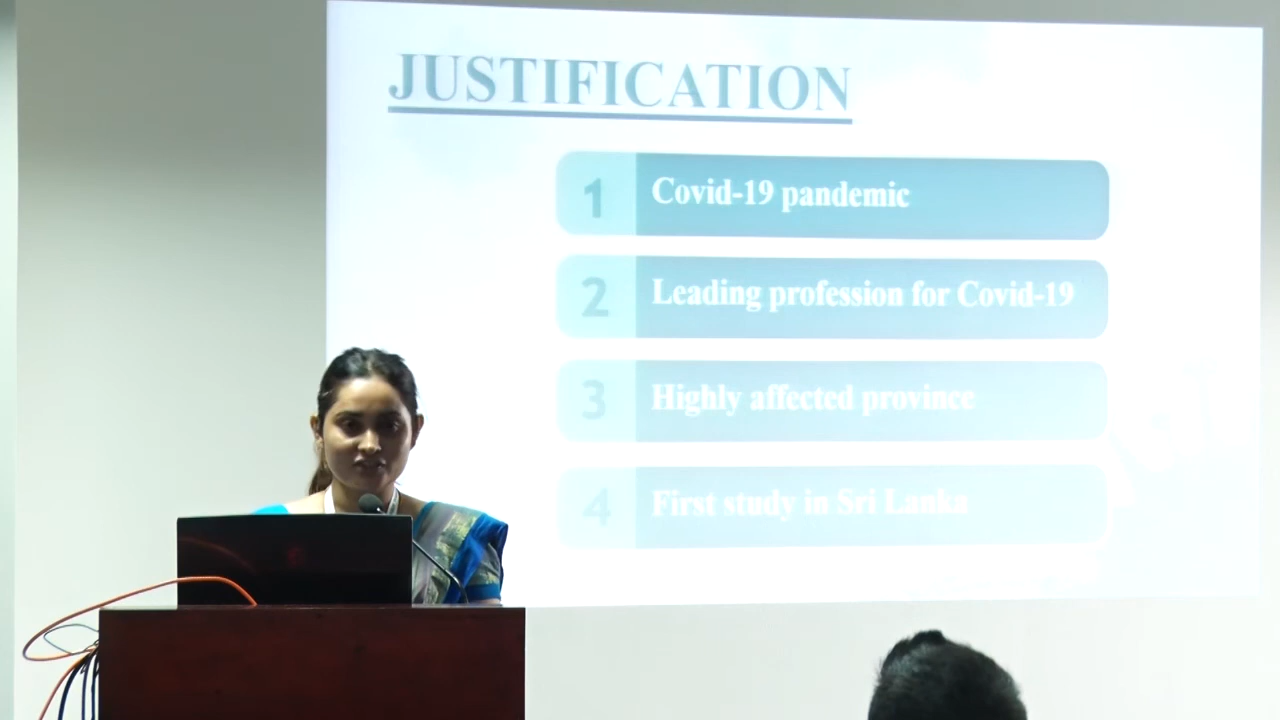 JUSTIFICATION
1 Covid-19 pandemic
2 Leading profession for Covid-19
3 Highly affected province
4 First study in Sri Lanka